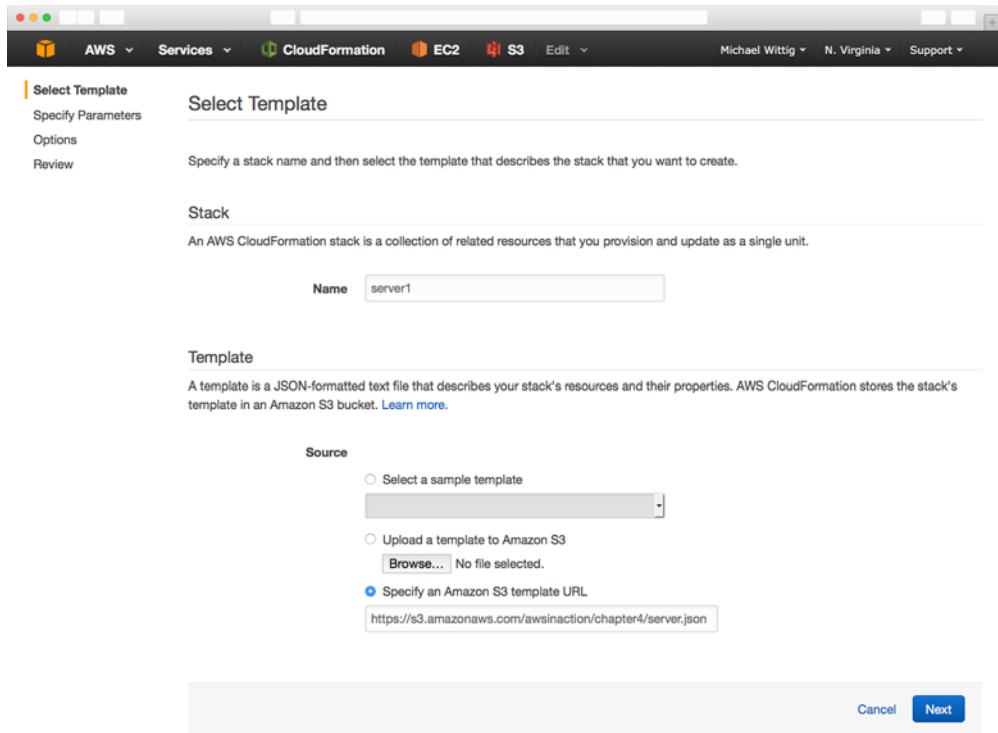 AWS Services CloudFormation EC2 S3 Edit Michael Wittig N. Virginia Support
Select Template
Specify Parameters
Options
Review
Select Template
Specify a stack name and then select the template that describes the stack that you want to create.
Stack
An AWS CloudFormation stack is a collection of related resources that you provision and update as a single unit.
Name server1
Template
A template is a JSON-formatted text file that describes your stack's resources and their properties. AWS CloudFormation stores the stack's
template in an Amazon S3 bucket. Learn more.
Source
Select a sample template
Upload a template to Amazon S3
Browse... No file selected.
Specify an Amazon S3 template URL
https://s3.amazonaws.com/awsinaction/chapter4/server.json
Cancel Next